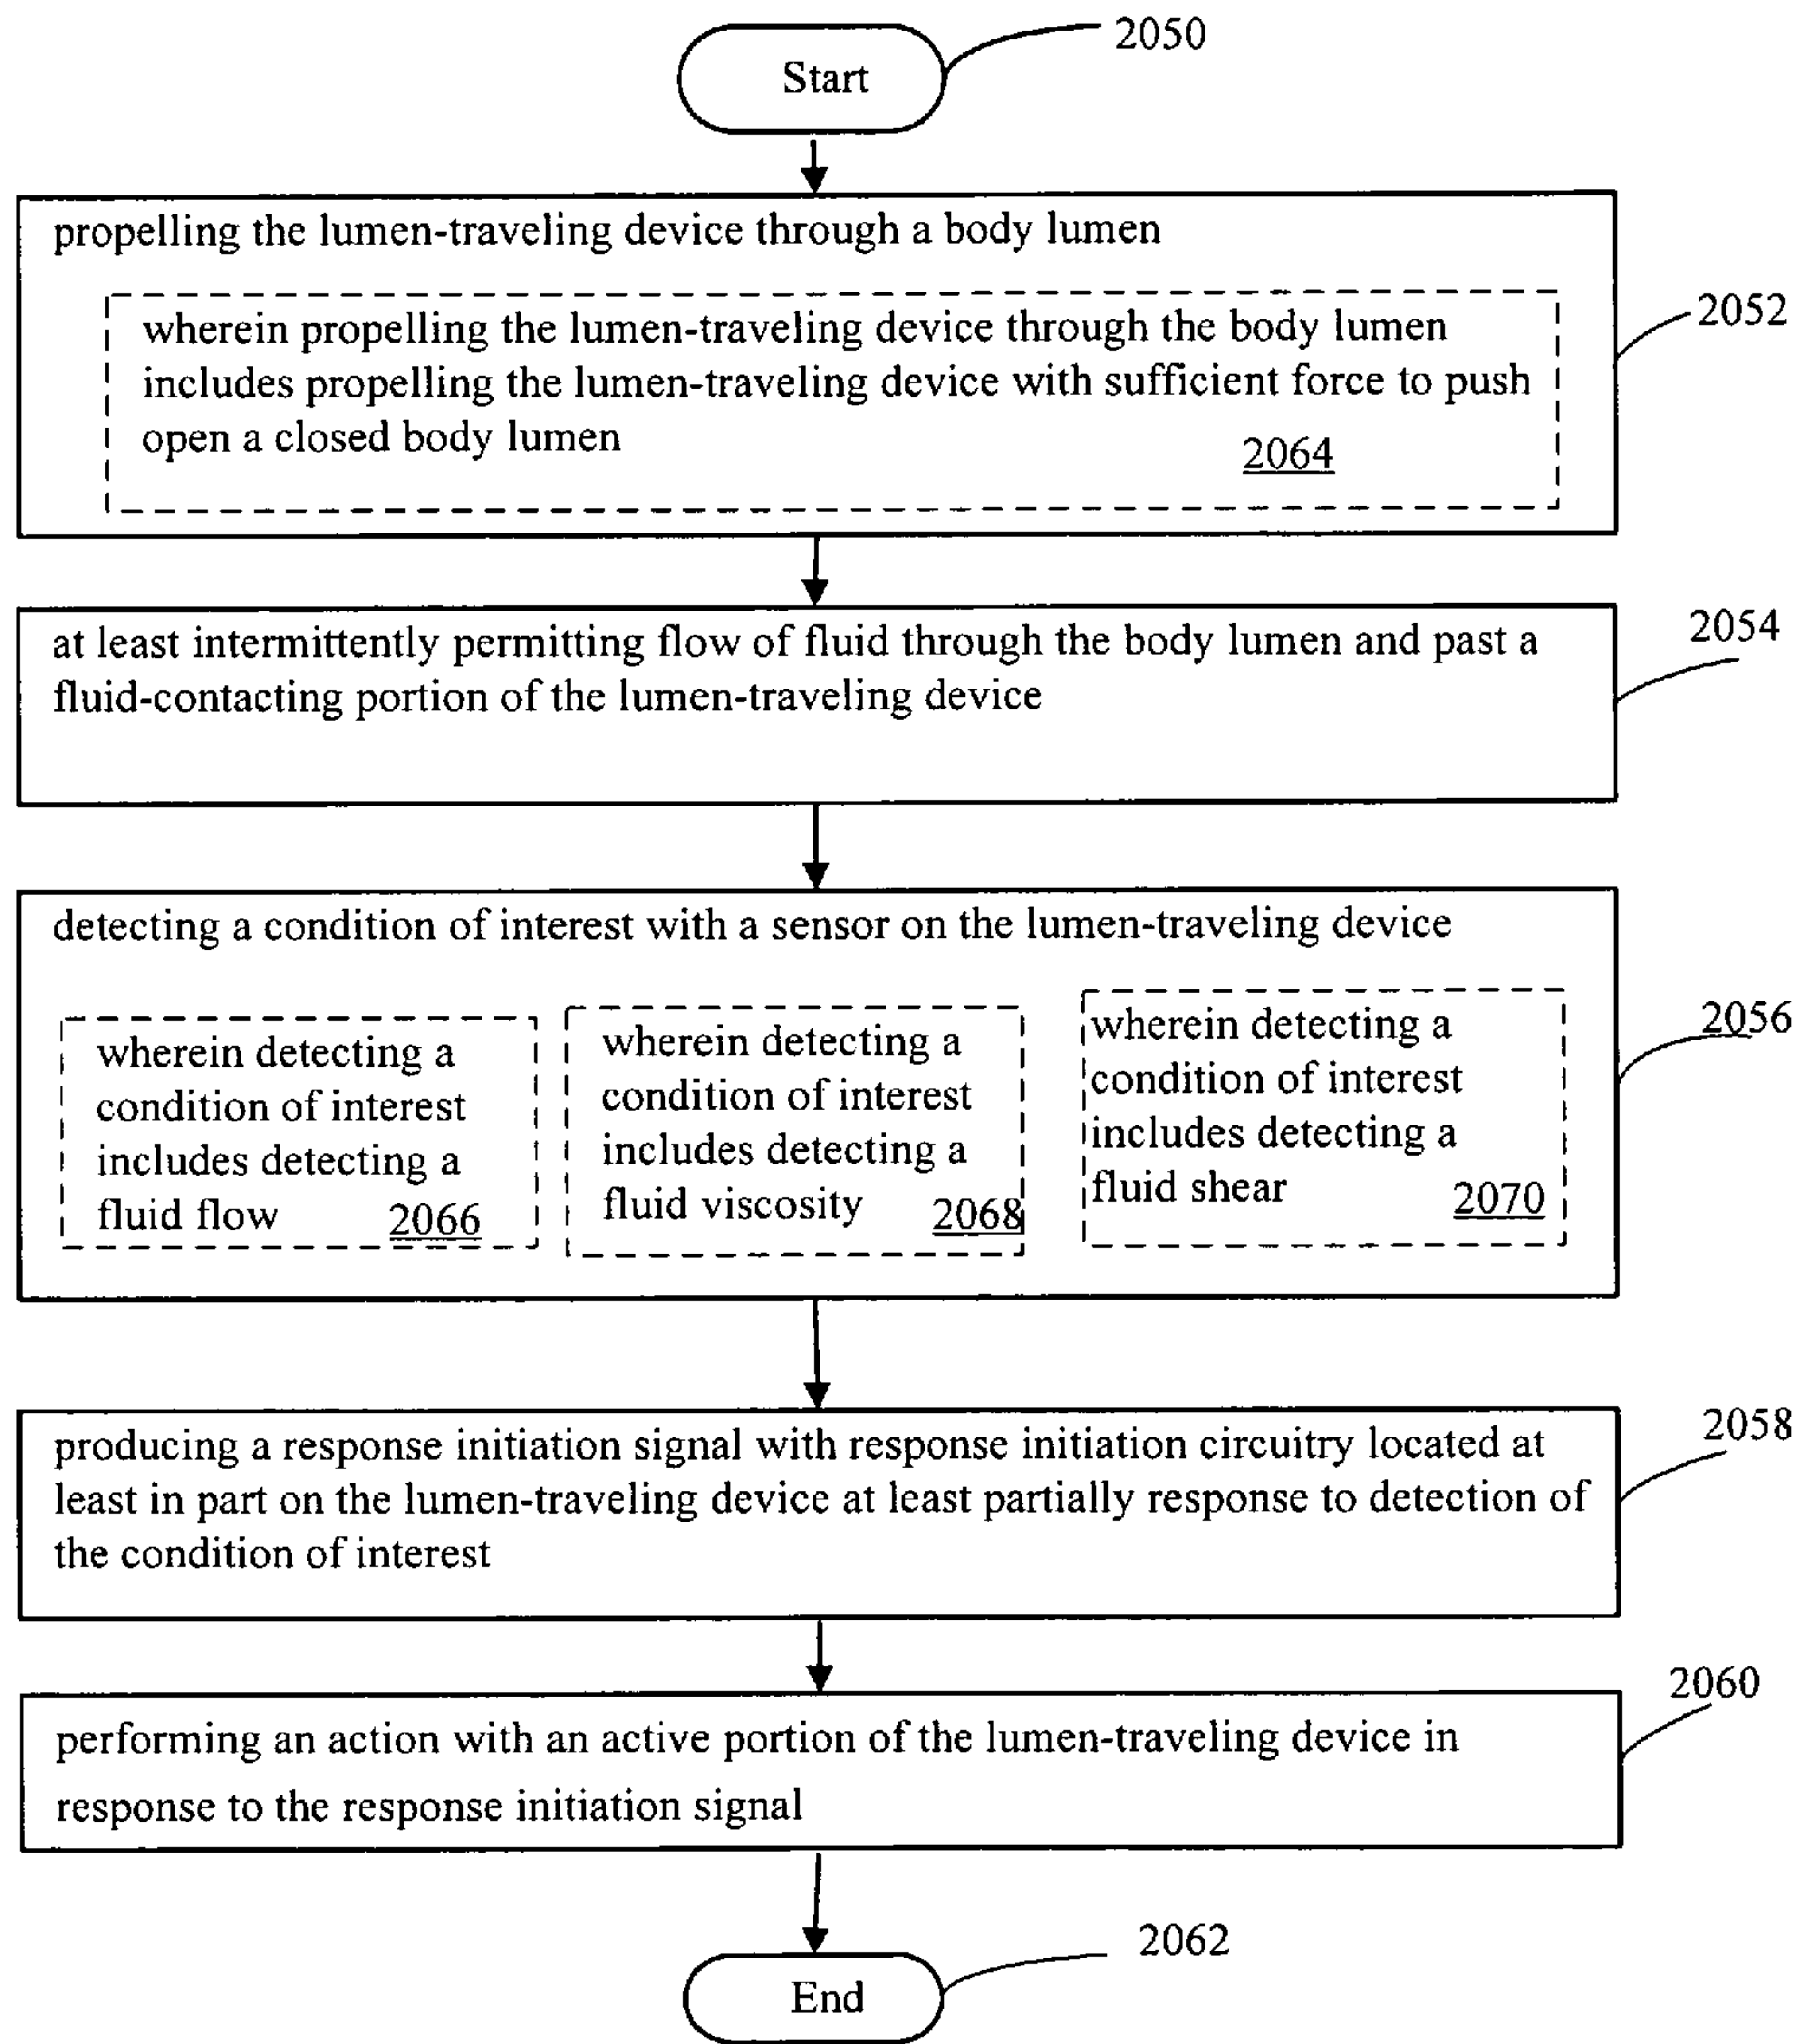 2050
Start
propelling the lumen-traveling device through a body lumen
wherein propelling the lumen-traveling device through the body lumen
includes propelling the lumen-traveling device with sufficient force to push
open a closed body lumen
2064
2052
at least intermittently permitting flow of fluid through the body lumen and past a
fluid-contacting portion of the lumen-traveling device
2054
detecting a condition of interest with a sensor on the lumen-traveling device
wherein detecting a
condition of interest
includes detecting a
fluid flow 2066
wherein detecting a
condition of interest
includes detecting a
fluid viscosity 2068
wherein detecting a
condition of interest
includes detecting a
fluid shear 2070
2056
producing a response initiation signal with response initiation circuitry located at
least in part on the lumen-traveling device at least partially response to detection of
the condition of interest
2058
performing an action with an active portion of the lumen-traveling device in
response to the response initiation signal
2060
End
2062